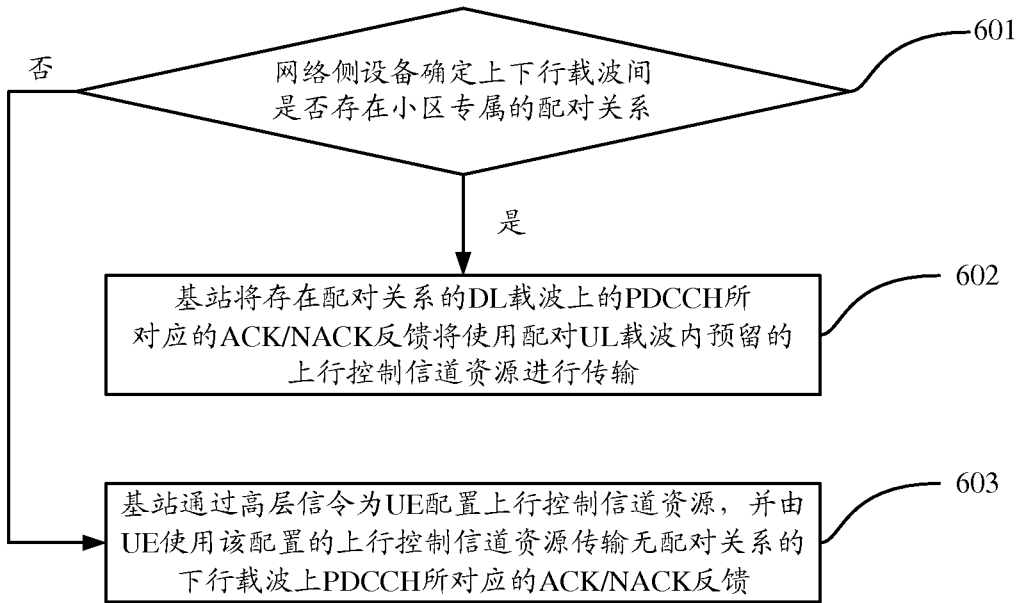 601
否
网络侧设备确定上下行载波间
是否存在小区专属的配对关系
是
602
基站将存在配对关系的DL载波上的PDCCH所
对应的ACK/NACK反馈将使用配对UL载波内预留的
上行控制信道资源进行传输
603
基站通过高层信令为UE配置上行控制信道资源，并由
UE使用该配置的上行控制信道资源传输无配对关系的
下行载波上PDCCH所对应的ACK/NACK反馈